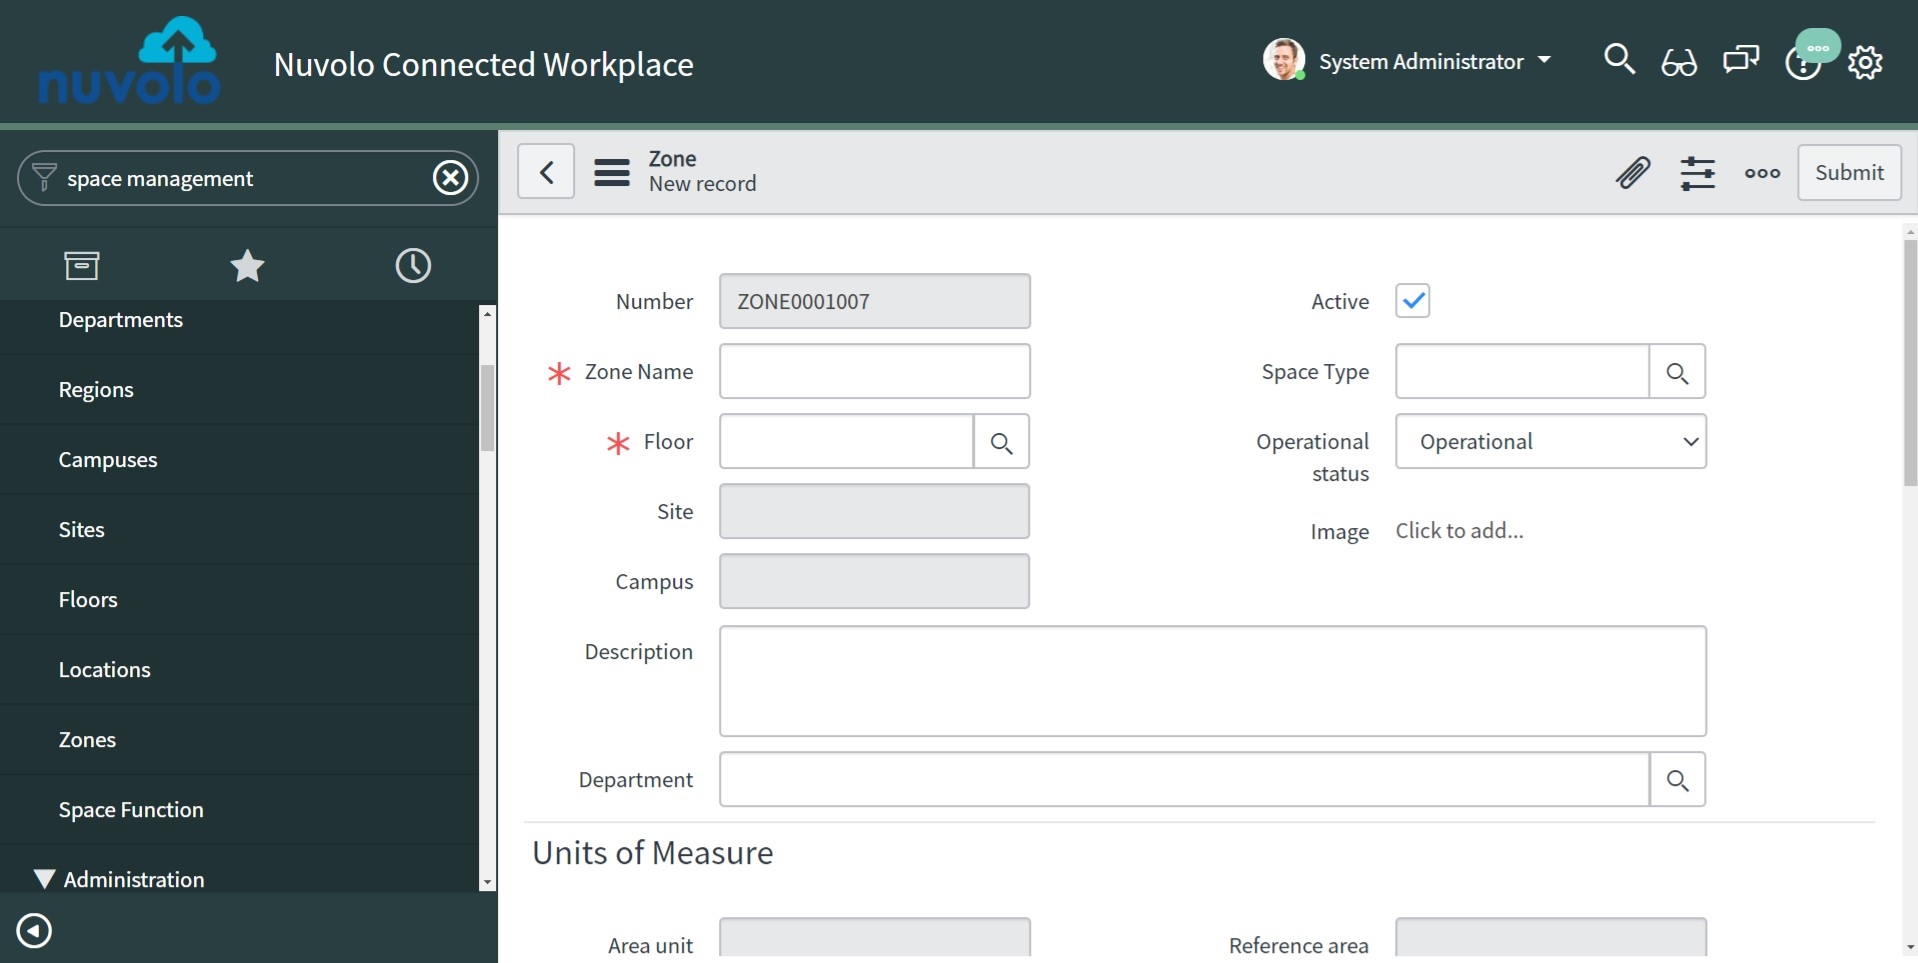 nuvolo
Nuvolo Connected Workplace
System Administrator
space management
Zone
New record
Submit
Departments
Regions
Campuses
Sites
Floors
Locations
Zones
Space Function
Administration
Number
ZONE0001007
Active
Zone Name
Space Type
Floor
Operational
status
Operational
Site
Image
Click to add...
Campus
Description
Department
Units of Measure
Area unit
Reference area